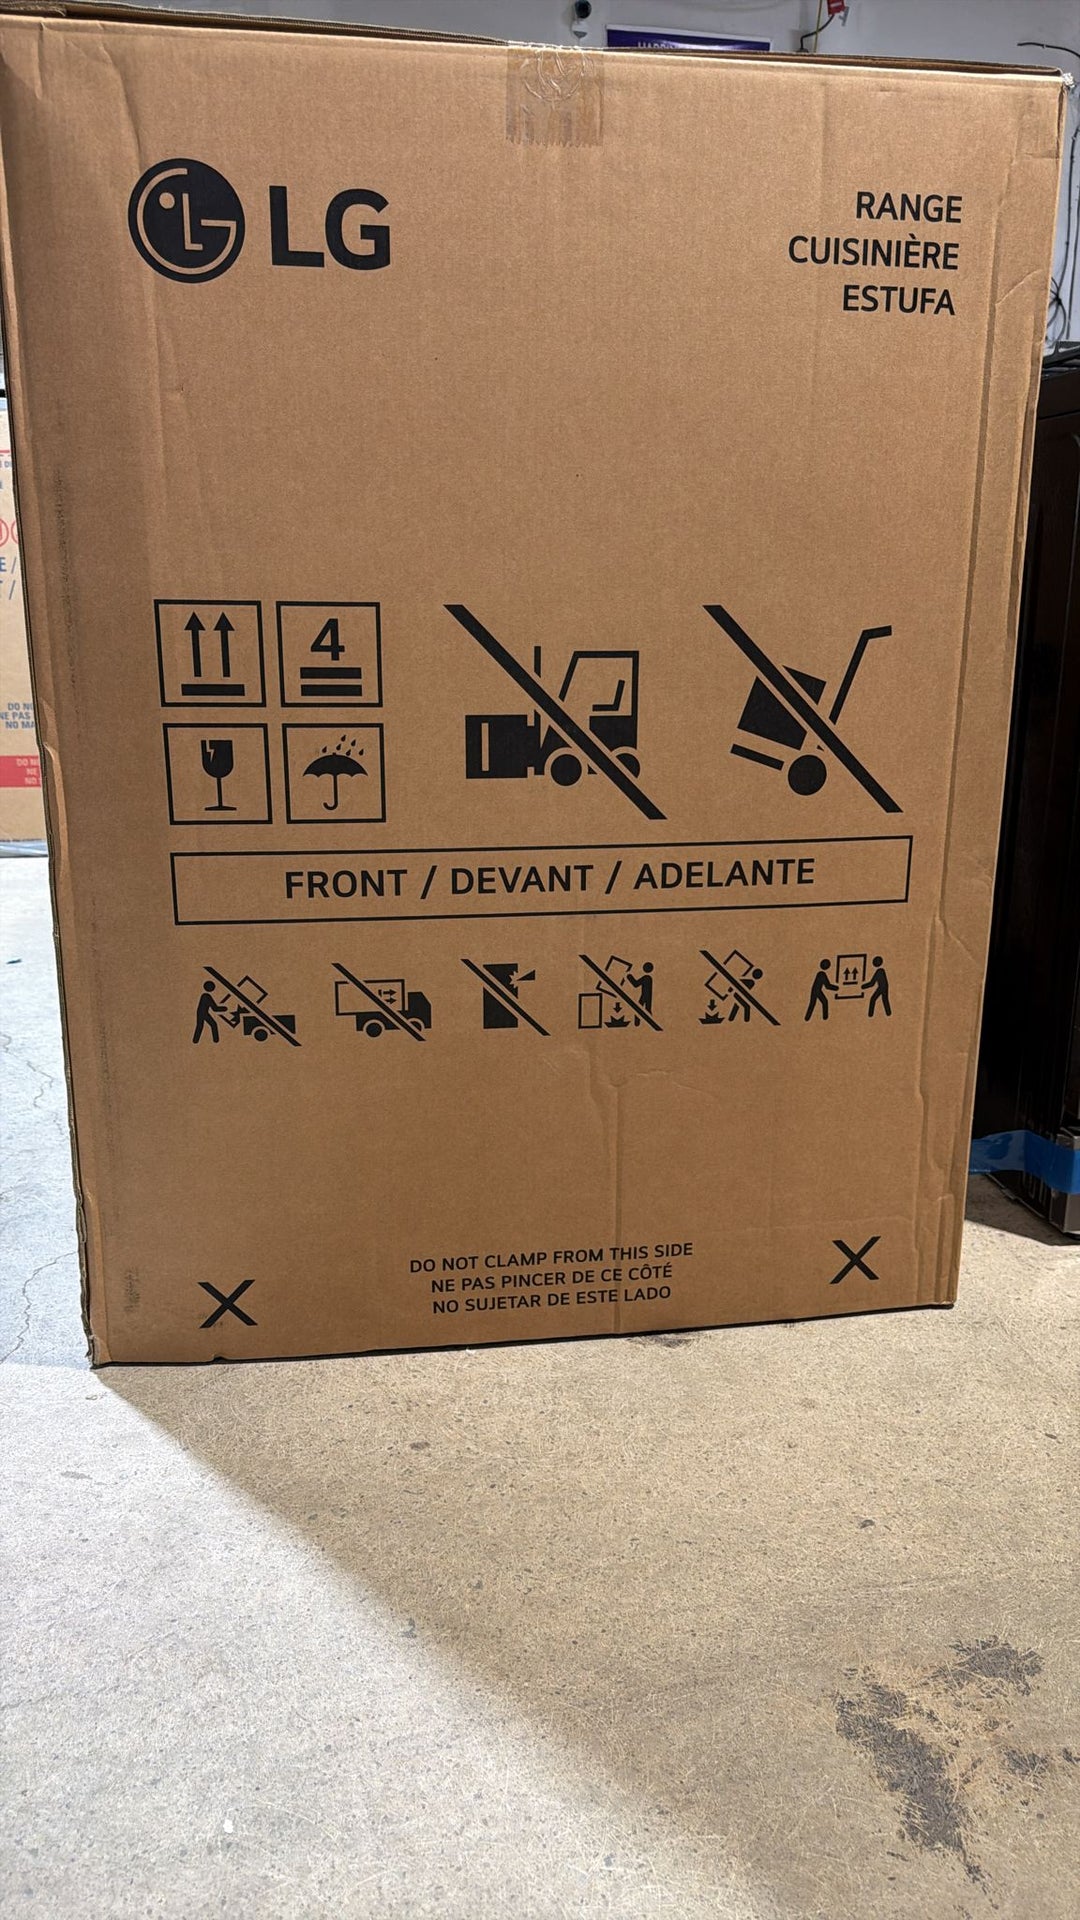 LG
RANGE
CUISINIÈRE
ESTUFA
4
FRONT / DEVANT / ADELANTE
DO NOT CLAMP FROM THIS SIDE
NE PAS PINCER DE CE CÔTÉ
NO SUJETAR DE ESTE LADO
X
X